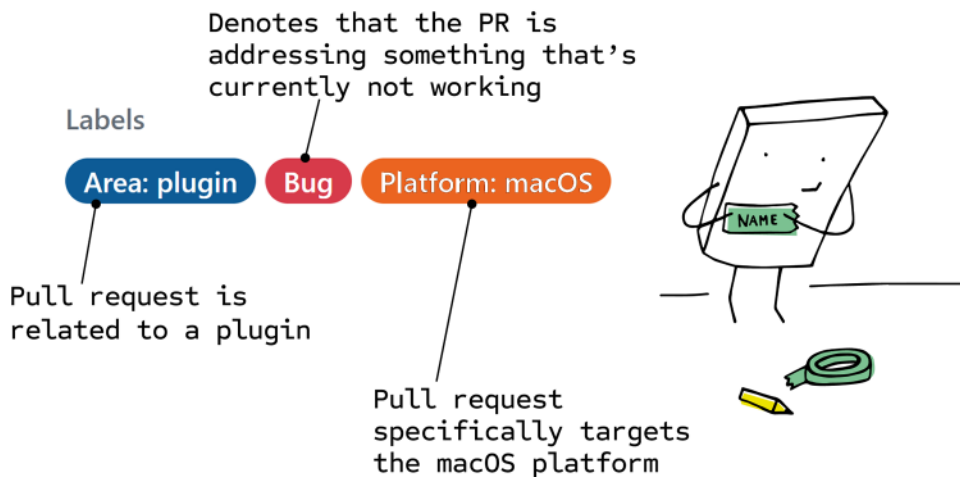 Denotes that the PR is
addressing something that's
currently not working
Labels
Area: plugin
Bug
Platform: macOS
NAME
Pull request is
related to a plugin
Pull request
specifically targets
the macOS platform